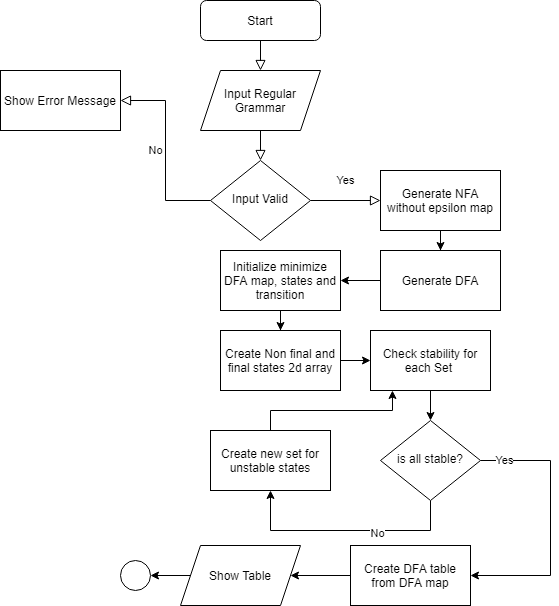 Start
Input Regular
Grammar
Show Error Message
No
Input Valid
Yes
Generate NFA
without epsilon map
Initialize minimize
DFA map, states and
transition
Generate DFA
Create Non final and
final states 2d array
Check stability for
each Set
Create new set for
unstable states
is all stable?
Yes
No
Show Table
Create DFA table
from DFA map